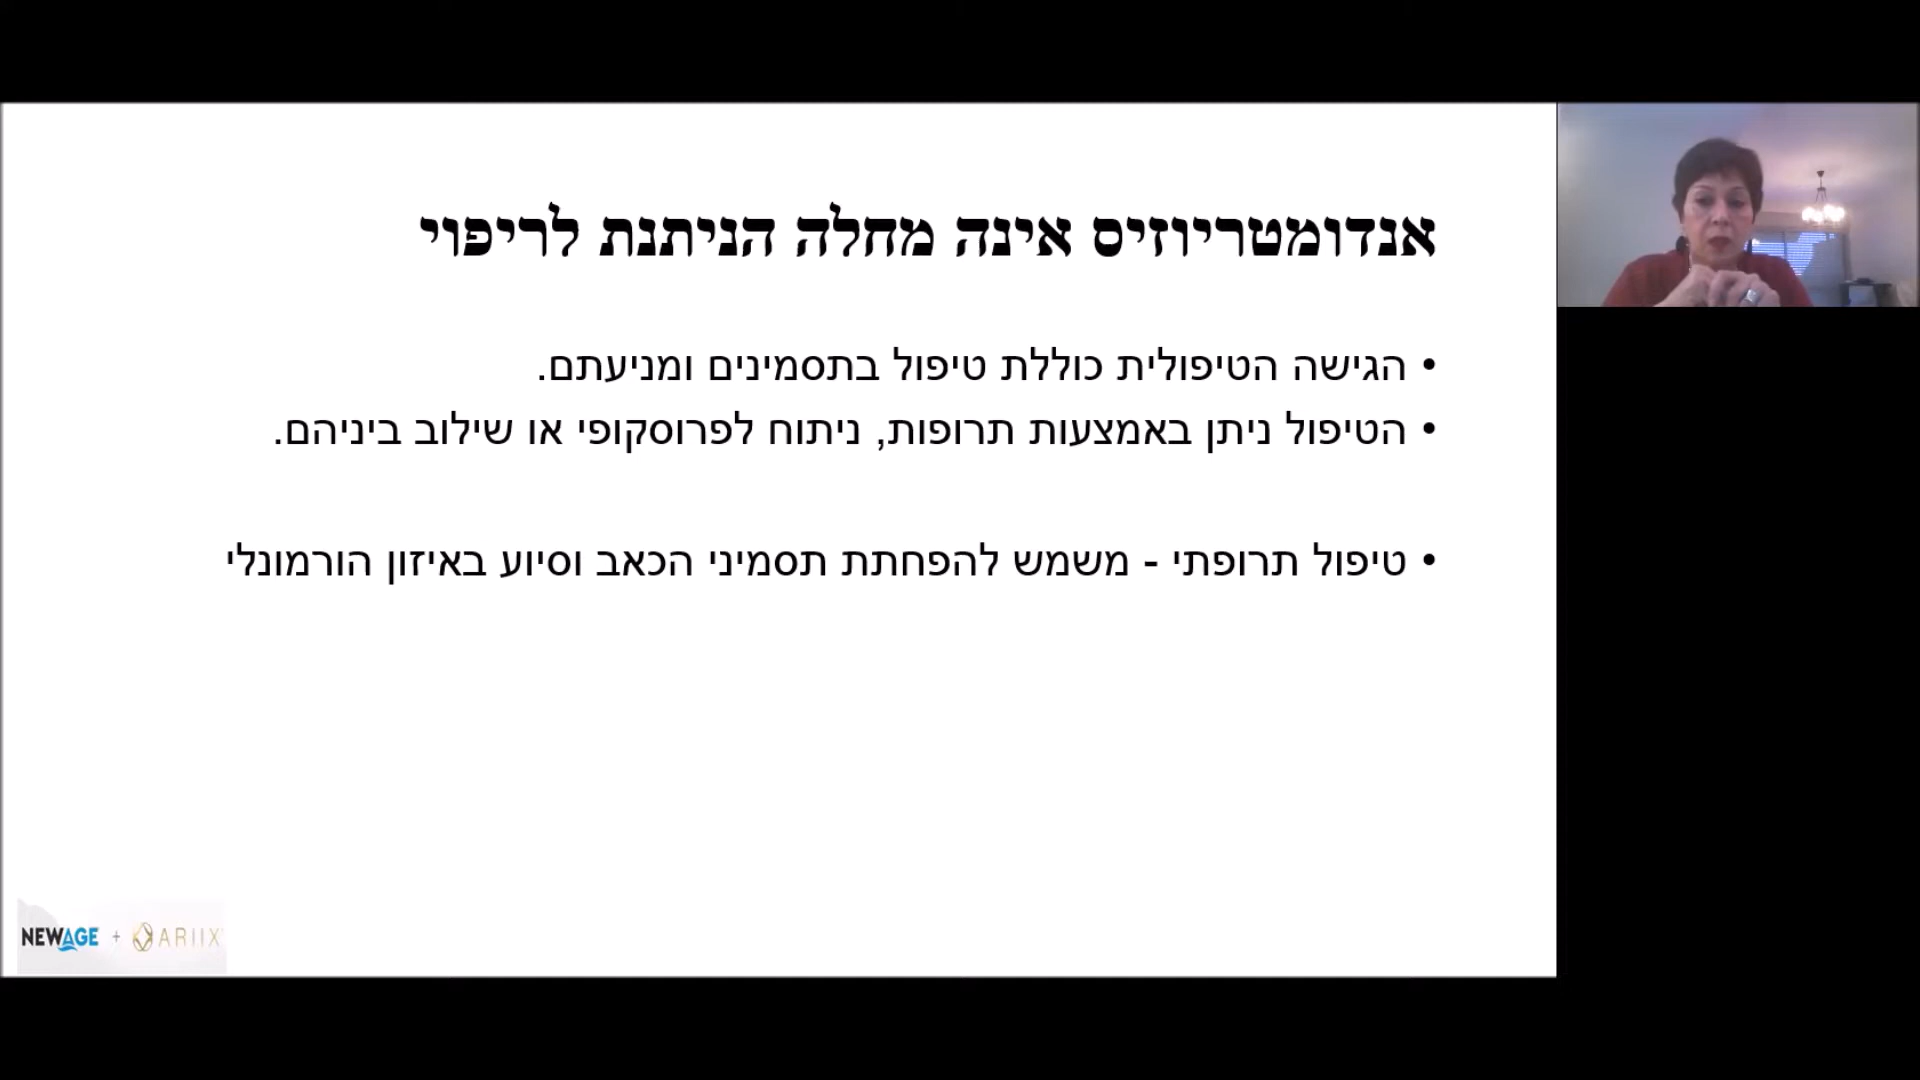 אנדומטריוזיס אינה מחלה הניתנת לריפוי
• הגישה הטיפולית כוללת טיפול בתסמינים ומניעתם.
• הטיפול ניתן באמצעות תרופות, ניתוח לפרוסקופי או שילוב ביניהם.
• טיפול תרופתי - משמש להפחתת תסמיני הכאב וסיוע באיזון הורמונלי
NEWAGE + ARIIX